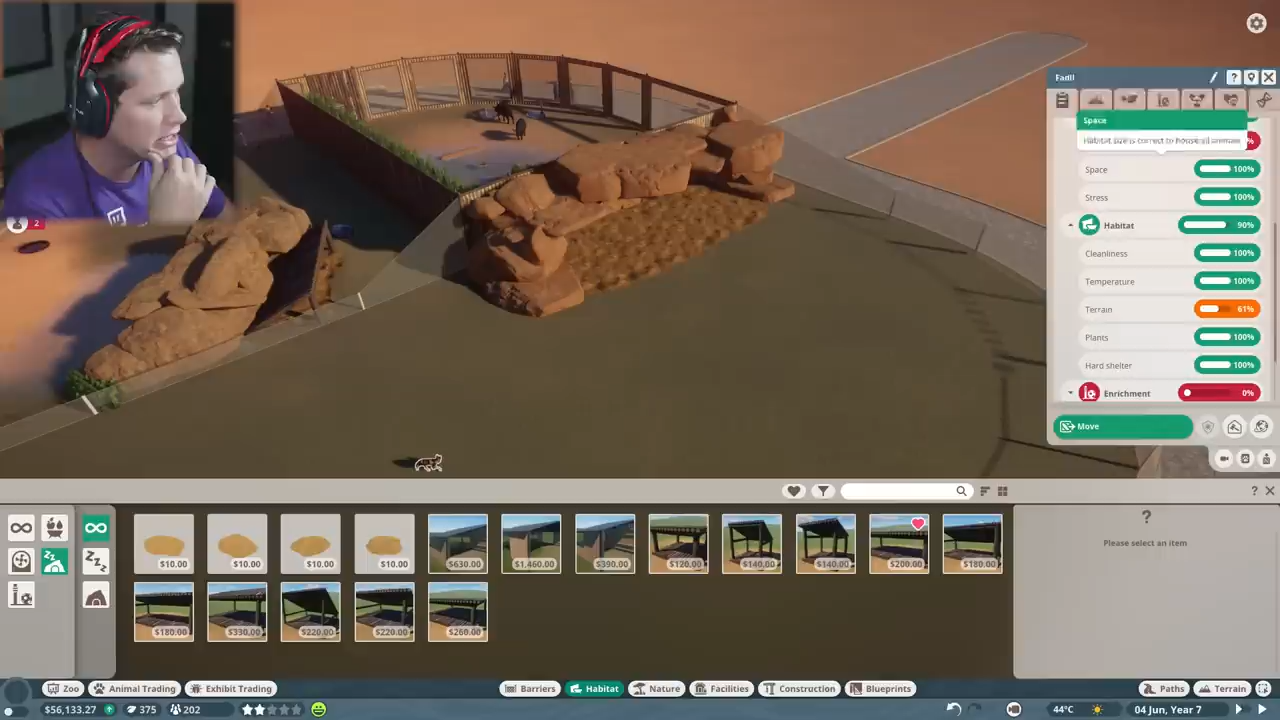 Fadil
?
Space
Habitat size is correct to house all animals
%
Space 100%
Stress 100%
2
Habitat 90%
Cleanliness 100%
Temperature 100%
Terrain 61%
Plants 100%
Hard shelter 100%
Enrichment 0%
Move
?
?
Please select an item
$10.00 $10.00 $10.00 $10.00 $630.00 $1,460.00 $390.00 $120.00 $140.00 $140.00 $200.00 $180.00
$180.00 $330.00 $220.00 $220.00 $260.00
Zoo Animal Trading Exhibit Trading Barriers Habitat Nature Facilities Construction Blueprints Paths Terrain
$56,133.27 375 202 44°C 04 Jun, Year 7